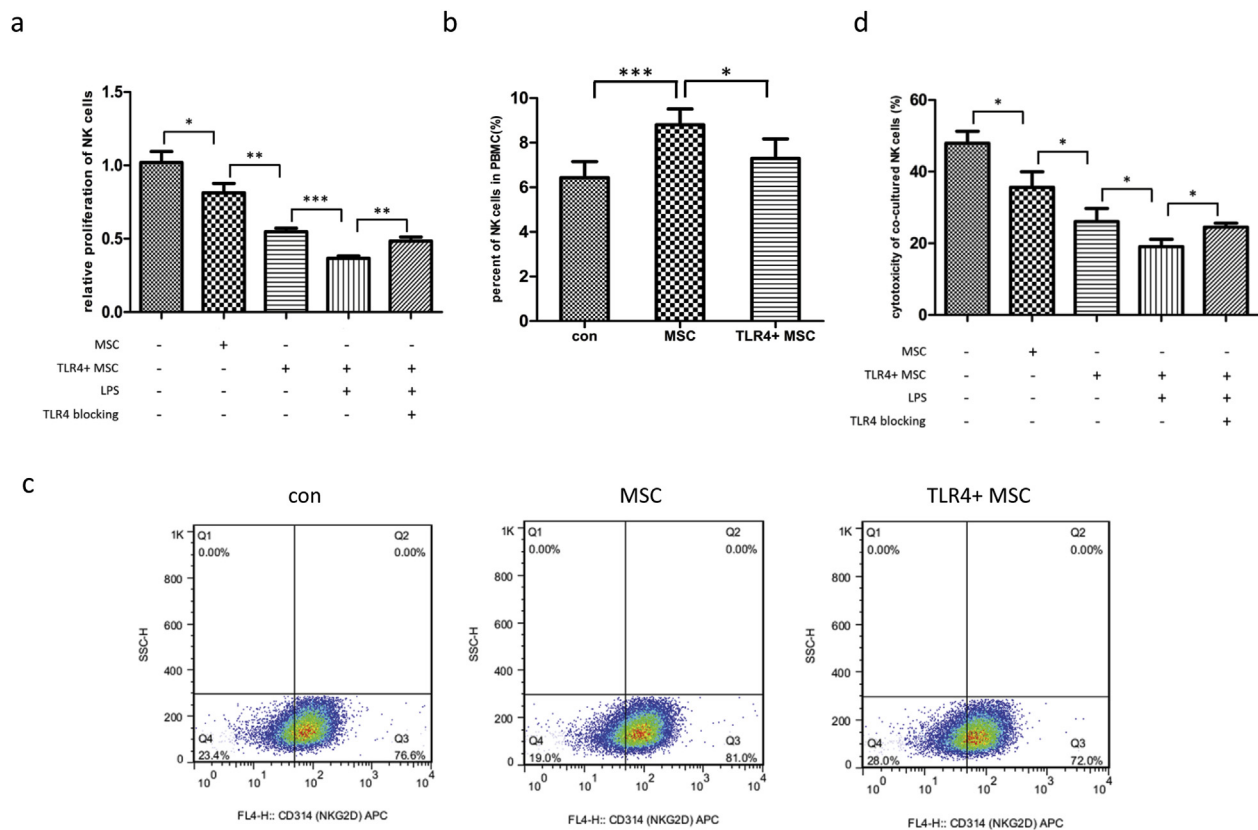 a
b
d
relative proliferation of NK cells
1.5
1.0
0.5
0.0
*
**
***
**
MSC - + - - -
TLR4+ MSC - - + + +
LPS - - - + +
TLR4 blocking - - - - +
percent of NK cells in PBMC(%)
10
8
6
4
2
0
***
*
con MSC TLR4+ MSC
cytotoxicity of co-cultured NK cells (%)
60
40
20
0
*
*
*
*
MSC - + - - -
TLR4+ MSC - - + + +
LPS - - - + +
TLR4 blocking - - - - +
c
con
SSC-H
1K
800
600
400
200
0
Q1 Q2
0.00% 0.00%
Q4 Q3
23.4% 76.6%
10^0 10^1 10^2 10^3 10^4
FL4-H:: CD314 (NKG2D) APC
MSC
SSC-H
1K
800
600
400
200
0
Q1 Q2
0.00% 0.00%
Q4 Q3
19.0% 81.0%
10^0 10^1 10^2 10^3 10^4
FL4-H:: CD314 (NKG2D) APC
TLR4+ MSC
SSC-H
1K
800
600
400
200
0
Q1 Q2
0.00% 0.00%
Q4 Q3
28.0% 72.0%
10^0 10^1 10^2 10^3 10^4
FL4-H:: CD314 (NKG2D) APC